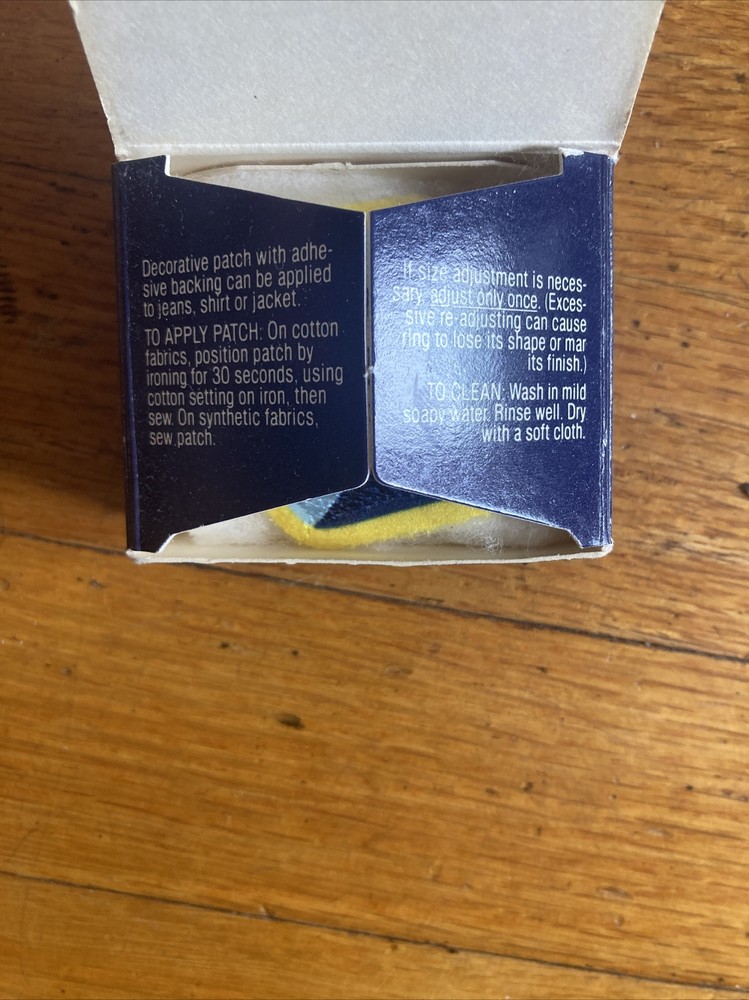 Decorative patch with adhe-
sive backing can be applied
to jeans, shirt or jacket.
TO APPLY PATCH: On cotton
fabrics, position patch by
ironing for 30 seconds, using
cotton setting on iron, then
sew. On synthetic fabrics,
sew patch.
If size adjustment is neces-
sary, adjust only once. (Exces-
sive re-adjusting can cause
ring to lose its shape or mar
its finish.)
TO CLEAN: Wash in mild
soapy water. Rinse well. Dry
with a soft cloth.